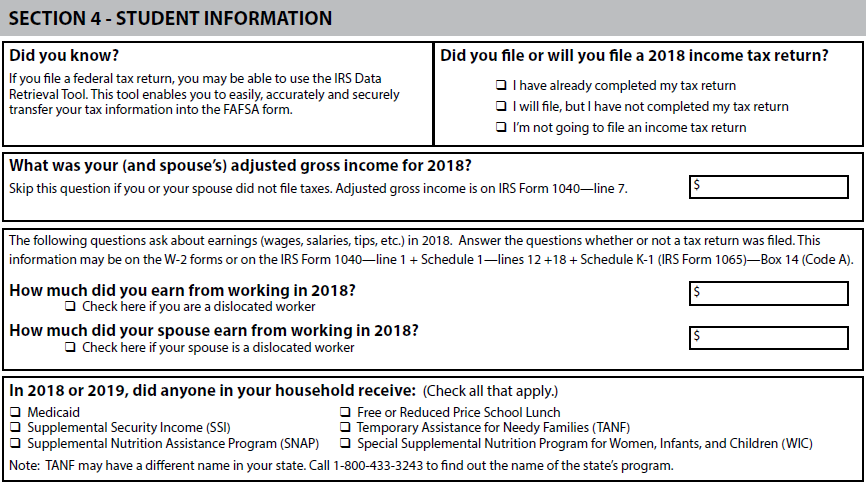 SECTION 4 - STUDENT INFORMATION
Did you know?
If you file a federal tax return, you may be able to use the IRS Data
Retrieval Tool. This tool enables you to easily, accurately and securely
transfer your tax information into the FAFSA form.
Did you file or will you file a 2018 income tax return?
❑ I have already completed my tax return
❑ I will file, but I have not completed my tax return
❑ I'm not going to file an income tax return
What was your (and spouse's) adjusted gross income for 2018?
Skip this question if you or your spouse did not file taxes. Adjusted gross income is on IRS Form 1040—line 7.
$
The following questions ask about earnings (wages, salaries, tips, etc.) in 2018. Answer the questions whether or not a tax return was filed. This
information may be on the W-2 forms or on the IRS Form 1040—line 1 + Schedule 1—lines 12 +18 + Schedule K-1 (IRS Form 1065)—Box 14 (Code A).
How much did you earn from working in 2018?
$
❑ Check here if you are a dislocated worker
How much did your spouse earn from working in 2018?
$
❑ Check here if your spouse is a dislocated worker
In 2018 or 2019, did anyone in your household receive: (Check all that apply.)
❑ Medicaid
❑ Supplemental Security Income (SSI)
❑ Supplemental Nutrition Assistance Program (SNAP)
❑ Free or Reduced Price School Lunch
❑ Temporary Assistance for Needy Families (TANF)
❑ Special Supplemental Nutrition Program for Women, Infants, and Children (WIC)
Note: TANF may have a different name in your state. Call 1-800-433-3243 to find out the name of the state's program.